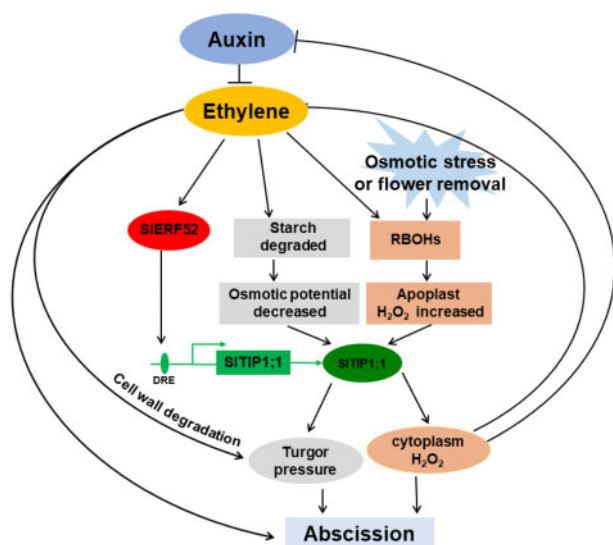 Auxin
Ethylene
Osmotic stress
or flower removal
SlERF52
Starch
degraded
RBOHs
Osmotic potential
decreased
Apoplast
H₂O₂ increased
DRE
SlTIP1;1
SlTIP1;1
Cell wall degradation
Turgor
pressure
cytoplasm
H₂O₂
Abscission